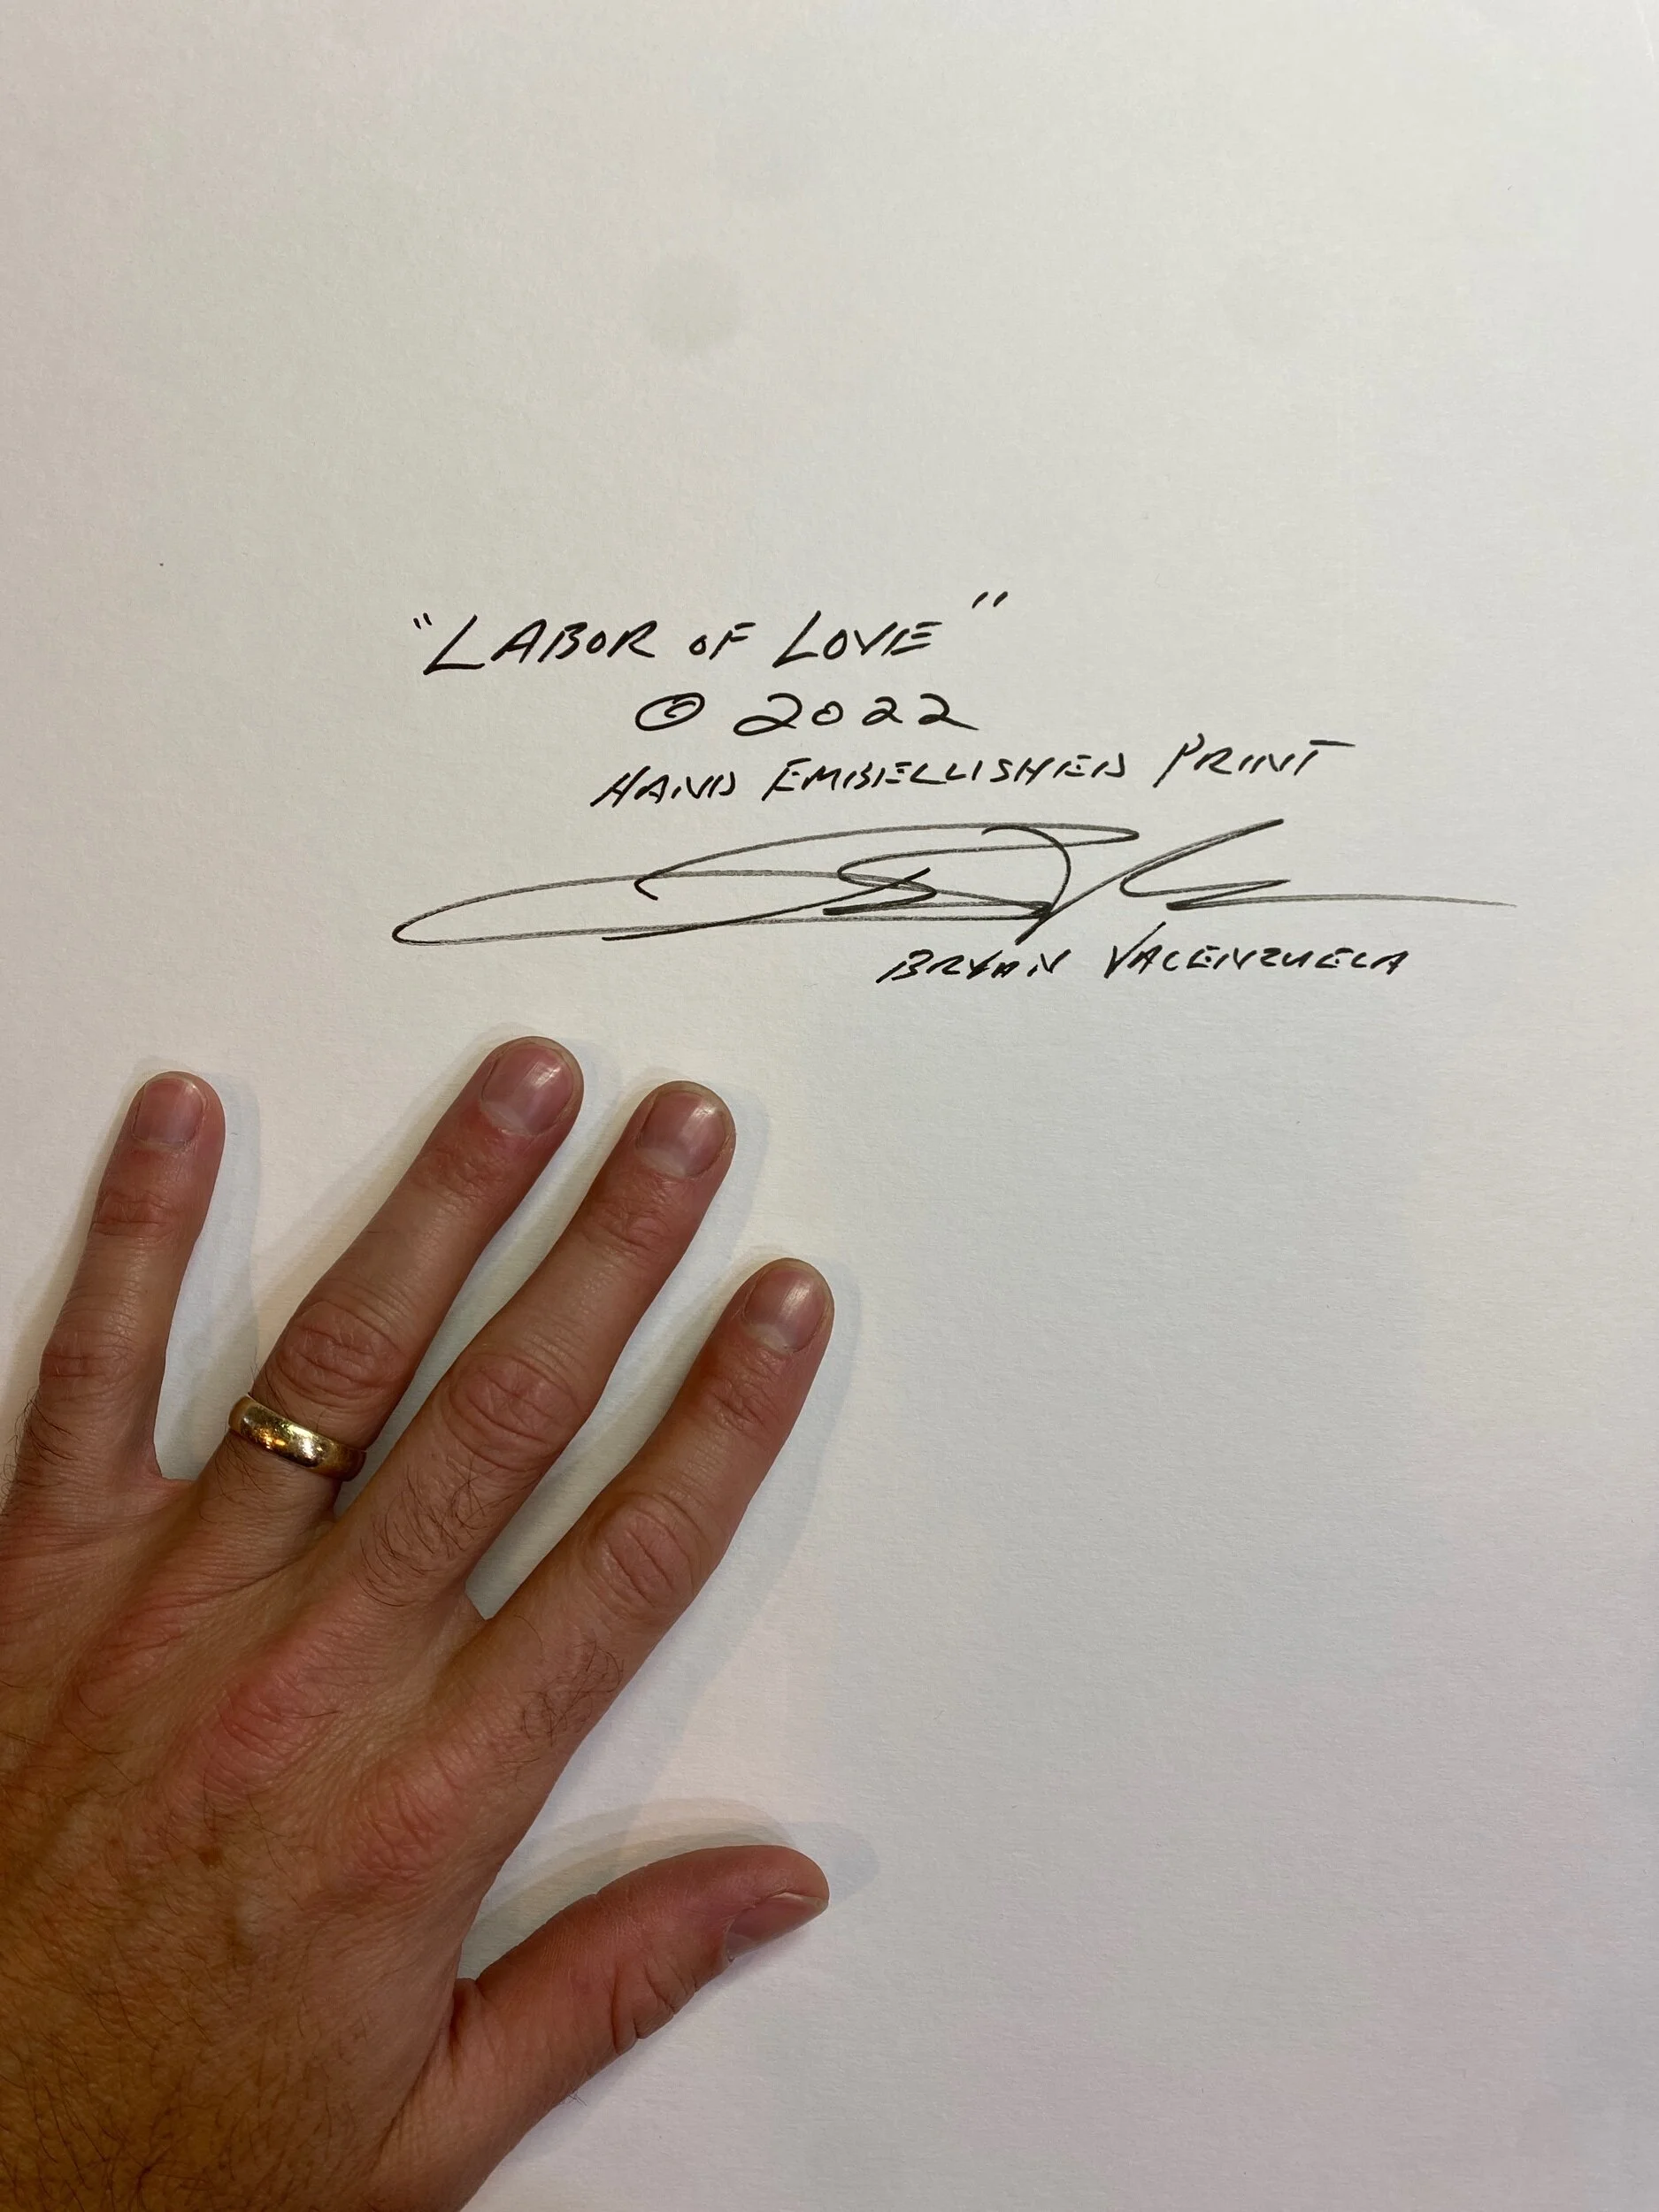 "LABOR OF LOVE"
© 2022
HAND EMBELLISHED PRINT
BRYAN VALENZUELA